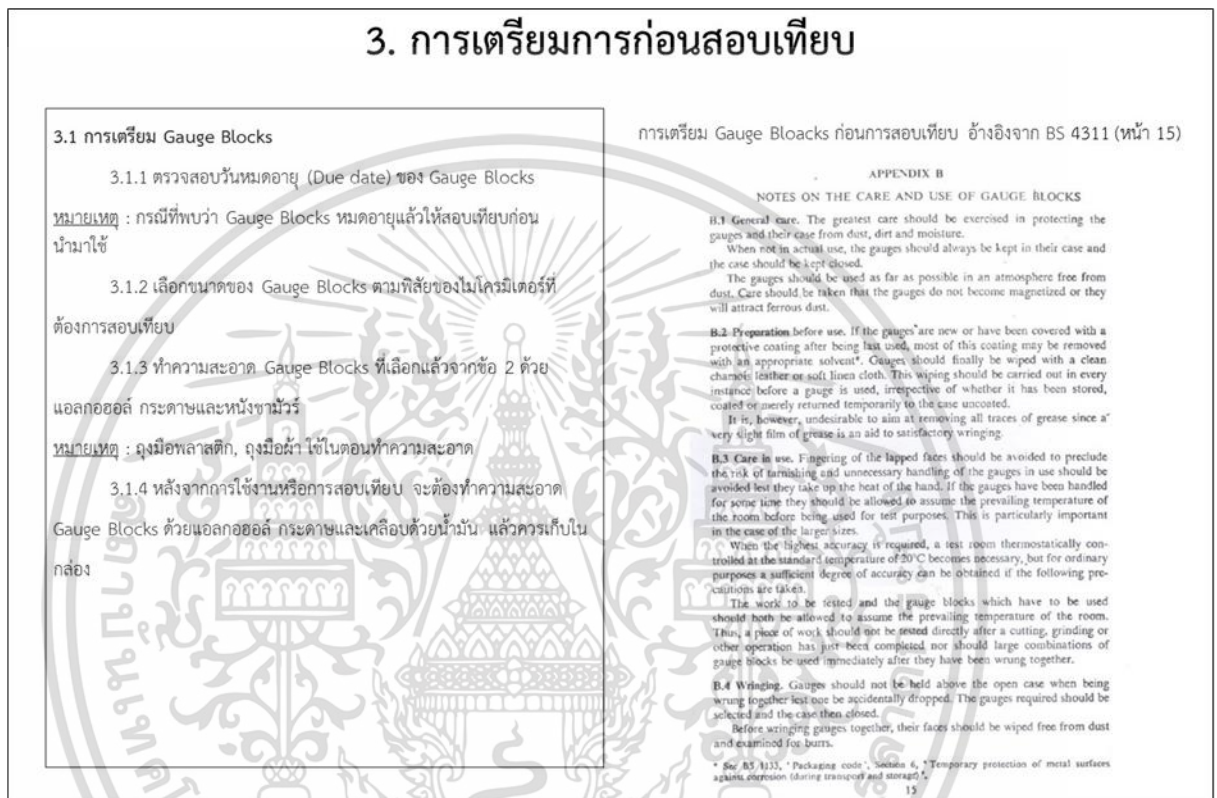 3. การเตรียมการก่อนสอบเทียบ
3.1 การเตรียม Gauge Blocks
3.1.1 ตรวจสอบวันหมดอายุ (Due date) ของ Gauge Blocks
หมายเหตุ : กรณีที่พบว่า Gauge Blocks หมดอายุแล้วให้สอบเทียบก่อน
นำมาใช้
3.1.2 เลือกขนาดของ Gauge Blocks ตามพิสัยของไมโครมิเตอร์ที่
ต้องการสอบเทียบ
3.1.3 ทำความสะอาด Gauge Blocks ที่เลือกแล้วจากข้อ 2 ด้วย
แอลกอฮอล์ กระดาษและหนังชามัวร์
หมายเหตุ : ถุงมือพลาสติก, ถุงมือผ้า ใช้ในตอนทำความสะอาด
3.1.4 หลังจากการใช้งานหรือการสอบเทียบ จะต้องทำความสะอาด
Gauge Blocks ด้วยแอลกอฮอล์ กระดาษและเคลือบด้วยน้ำมัน แล้วควรเก็บใน
กล่อง
การเตรียม Gauge Bloacks ก่อนการสอบเทียบ อ้างอิงจาก BS 4311 (หน้า 15)
APPENDIX B
NOTES ON THE CARE AND USE OF GAUGE BLOCKS
B.1 General care. The greatest care should be exercised in protecting the
gauges and their case from dust, dirt and moisture.
When not in actual use, the gauges should always be kept in their case and
the case should be kept closed.
The gauges should be used as far as possible in an atmosphere free from
dust. Care should be taken that the gauges do not become magnetized or they
will attract ferrous dust.
B.2 Preparation before use. If the gauges are new or have been covered with a
protective coating after being last used, most of this coating may be removed
with an appropriate solvent*. Gauges should finally be wiped with a clean
chamois leather or soft linen cloth. This wiping should be carried out in every
instance before a gauge is used, irrespective of whether it has been stored,
coated or merely returned temporarily to the case uncoated.
It is, however, undesirable to aim at removing all traces of grease since a
very slight film of grease is an aid to satisfactory wringing.
B.3 Care in use. Fingering of the lapped faces should be avoided to preclude
the risk of tarnishing and unnecessary handling of the gauges in use should be
avoided lest they take up the heat of the hand. If the gauges have been handled
for some time they should be allowed to assume the prevailing temperature of
the room before being used for test purposes. This is particularly important
in the case of the larger sizes.
When the highest accuracy is required, a test room thermostatically con-
trolled at the standard temperature of 20°C becomes necessary, but for ordinary
purposes a sufficient degree of accuracy can be obtained if the following pre-
cautions are taken.
The work to be tested and the gauge blocks which have to be used
should both be allowed to assume the prevailing temperature of the room.
Thus, a piece of work should not be tested directly after a cutting, grinding or
other operation has just been completed nor should large combinations of
gauge blocks be used immediately after they have been wrung together.
B.4 Wringing. Gauges should not be held above the open case when being
wrung together lest one be accidentally dropped. The gauges required should be
selected and the case then closed.
Before wringing gauges together, their faces should be wiped free from dust
and examined for burrs.
* See BS 1133, 'Packaging code', Section 6, 'Temporary protection of metal surfaces
against corrosion (during transport and storage)'.
15